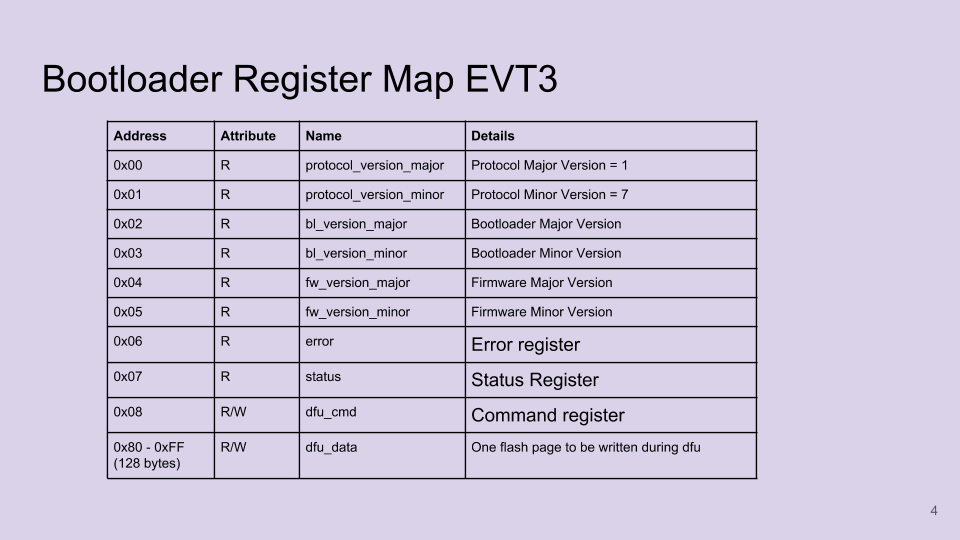 Bootloader Register Map EVT3
Address Attribute Name Details
0x00 R protocol_version_major Protocol Major Version = 1
0x01 R protocol_version_minor Protocol Minor Version = 7
0x02 R bl_version_major Bootloader Major Version
0x03 R bl_version_minor Bootloader Minor Version
0x04 R fw_version_major Firmware Major Version
0x05 R fw_version_minor Firmware Minor Version
0x06 R error Error register
0x07 R status Status Register
0x08 R/W dfu_cmd Command register
0x80 - 0xFF R/W dfu_data One flash page to be written during dfu
(128 bytes)
4